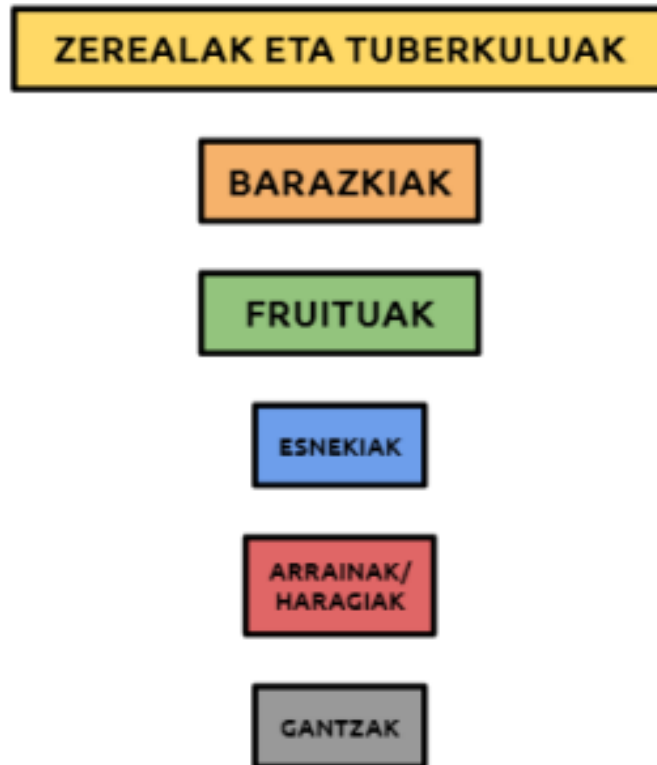 ZEREALAK ETA TUBERKULUAK
BARAZKIAK
FRUITUAK
ESNEKIAK
ARRAINAK/
HARAGIAK
GANTZAK